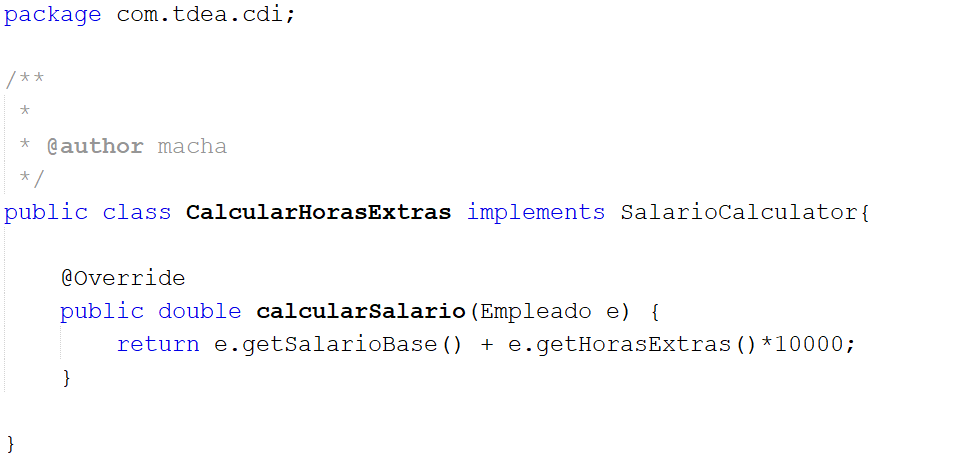 package com.tdea.cdi;
/**
*
* @author macha
*/
public class CalcularHorasExtras implements SalarioCalculator{
@Override
public double calcularSalario(Empleado e) {
return e.getSalarioBase() + e.getHorasExtras()*10000;
}
}